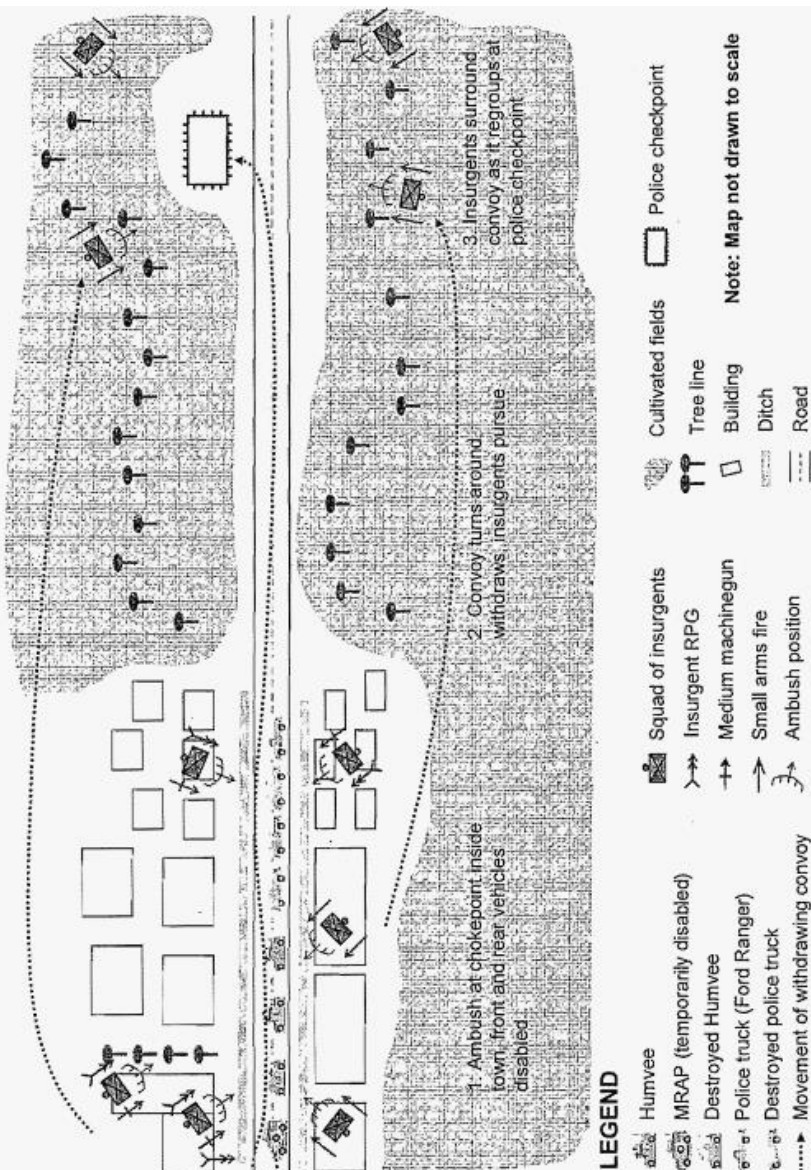 1. Ambush at chokepoint inside
town, front and rear vehicles
disabled
2. Convoy turns around
withdraws, insurgents pursue
3. Insurgents surround
convoy as it regroups at
police checkpoint
LEGEND
Humvee
MRAP (temporarily disabled)
Destroyed Humvee
Police truck (Ford Ranger)
Destroyed police truck
Movement of withdrawing convoy
Squad of insurgents
Insurgent RPG
Medium machinegun
Small arms fire
Ambush position
Cultivated fields
Tree line
Building
Ditch
Road
Police checkpoint
Note: Map not drawn to scale